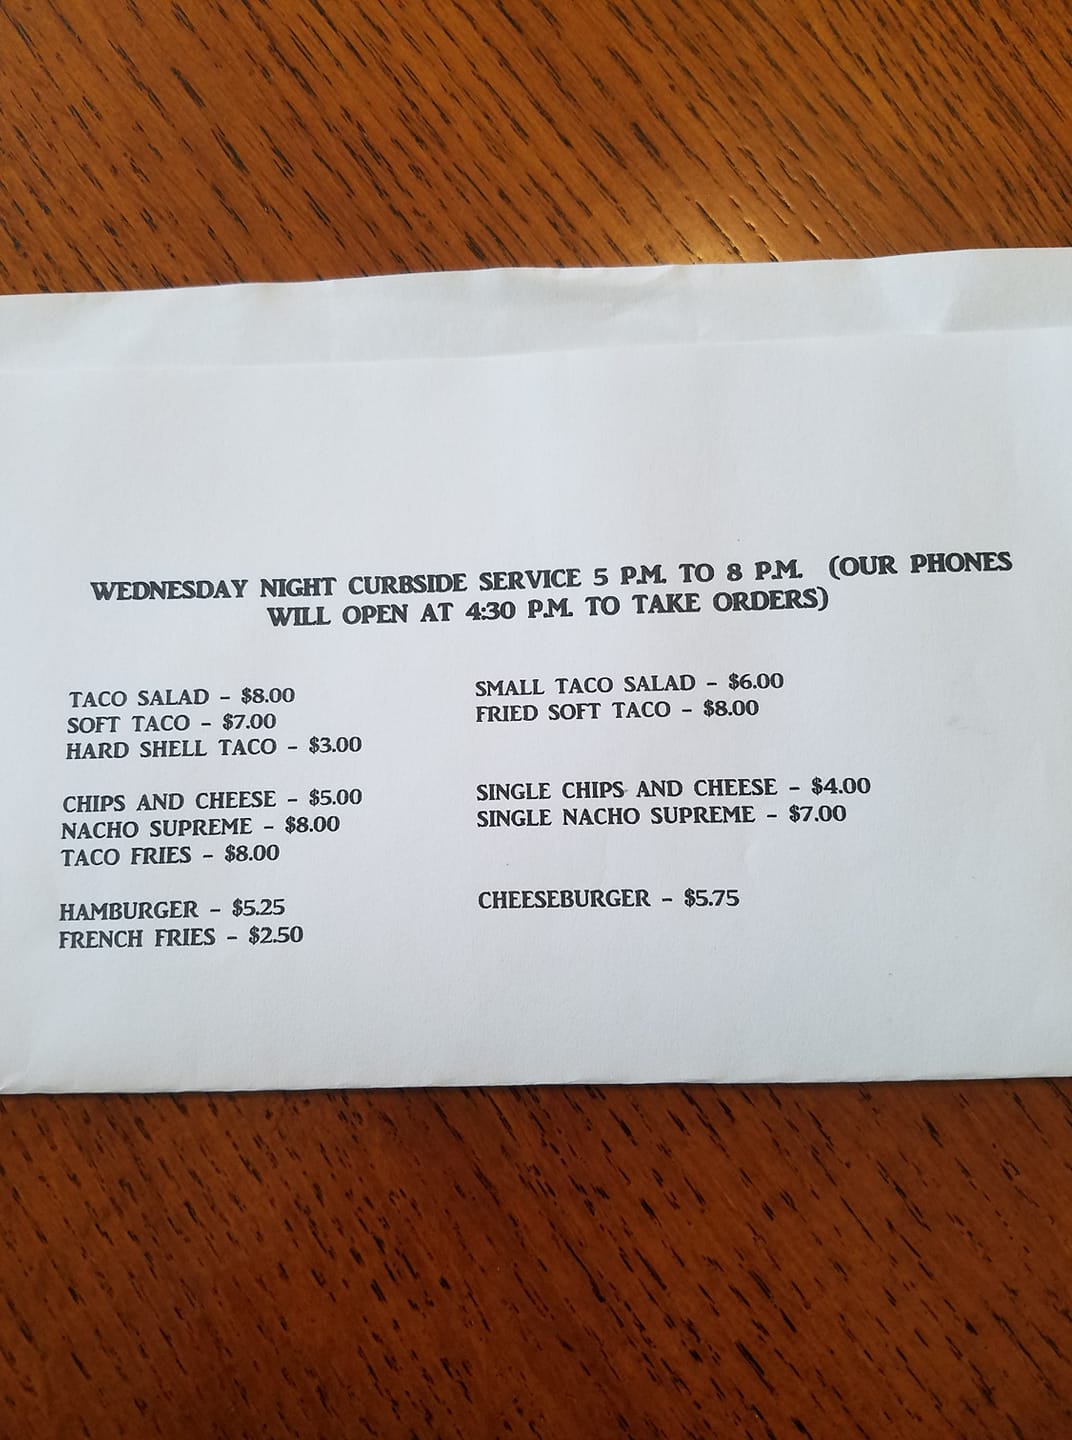 WEDNESDAY NIGHT CURBSIDE SERVICE 5 P.M. TO 8 P.M. (OUR PHONES
WILL OPEN AT 4:30 P.M. TO TAKE ORDERS)
TACO SALAD - $8.00
SOFT TACO - $7.00
HARD SHELL TACO - $3.00
SMALL TACO SALAD - $6.00
FRIED SOFT TACO - $8.00
CHIPS AND CHEESE - $5.00
NACHO SUPREME - $8.00
TACO FRIES - $8.00
SINGLE CHIPS AND CHEESE - $4.00
SINGLE NACHO SUPREME - $7.00
HAMBURGER - $5.25
FRENCH FRIES - $2.50
CHEESEBURGER - $5.75